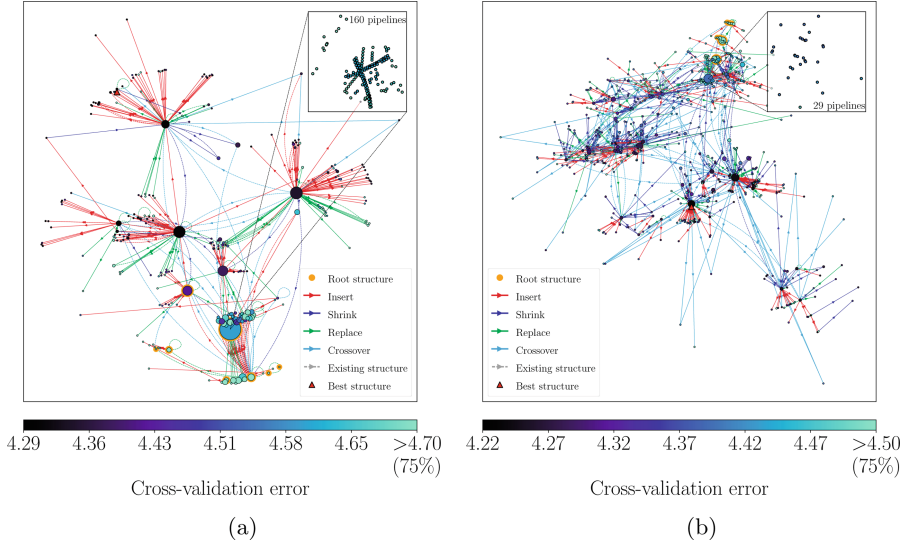 160 pipelines
Root structure
Insert
Shrink
Replace
Crossover
Existing structure
Best structure
4.29 4.36 4.43 4.51 4.58 4.65 >4.70
(75%)
Cross-validation error
(a)
29 pipelines
Root structure
Insert
Shrink
Replace
Crossover
Existing structure
Best structure
4.22 4.27 4.32 4.37 4.42 4.47 >4.50
(75%)
Cross-validation error
(b)